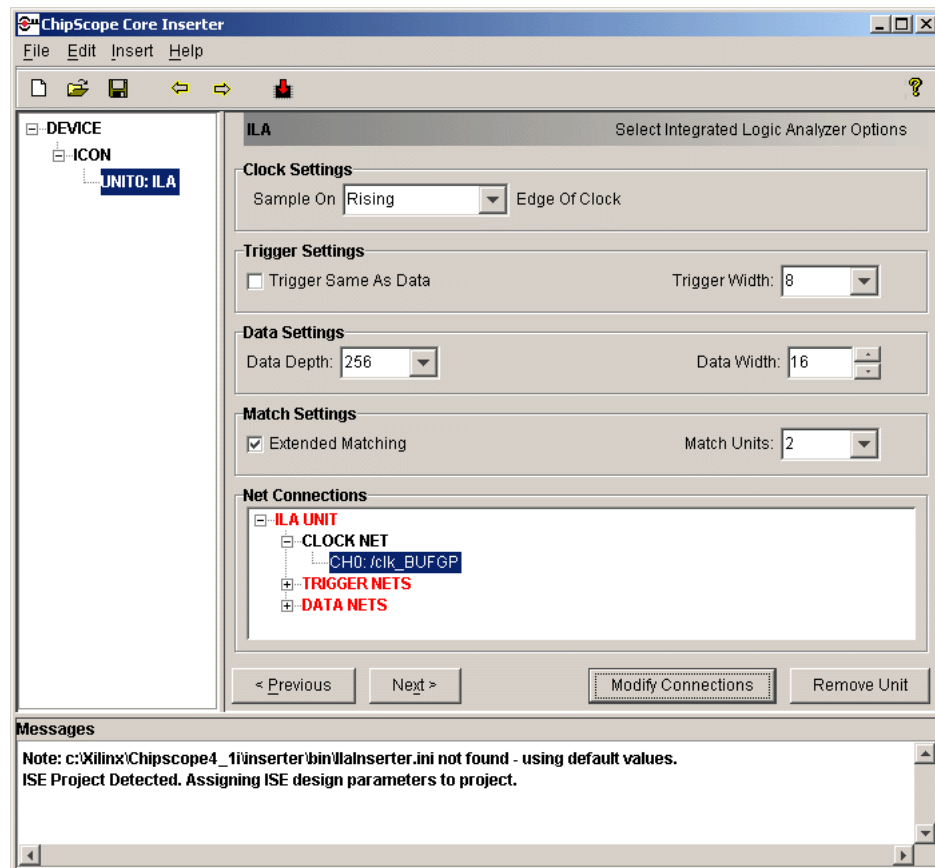 ChipScope Core Inserter
File Edit Insert Help
DEVICE
ICON
UNIT0: ILA
ILA Select Integrated Logic Analyzer Options
Clock Settings
Sample On Rising Edge Of Clock
Trigger Settings
Trigger Same As Data Trigger Width: 8
Data Settings
Data Depth: 256 Data Width: 16
Match Settings
Extended Matching Match Units: 2
Net Connections
ILA UNIT
CLOCK NET
CH0: /clk_BUFGP
TRIGGER NETS
DATA NETS
< Previous Next > Modify Connections Remove Unit
Messages
Note: c:\Xilinx\Chipscope4_1i\inserter\bin\IlaInserter.ini not found - using default values.
ISE Project Detected. Assigning ISE design parameters to project.